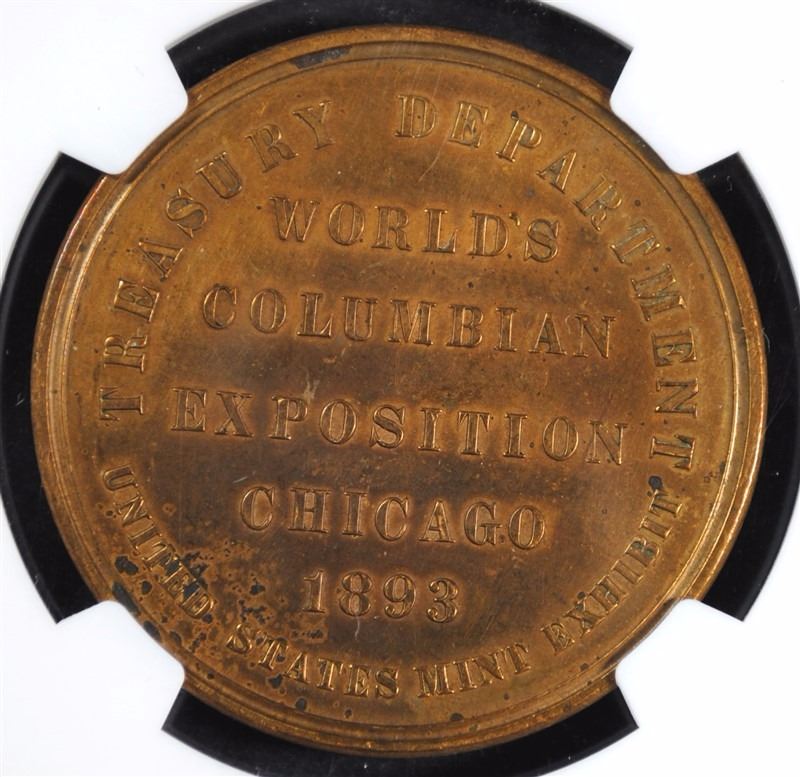 TREASURY DEPARTMENT
WORLD'S
COLUMBIAN
EXPOSITION
CHICAGO
1893
UNITED STATES MINT EXHIBIT